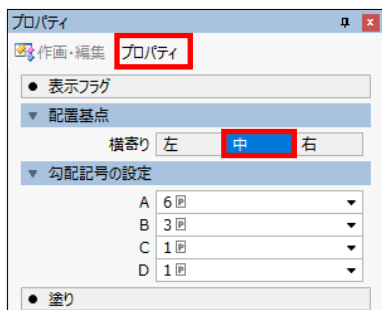 プロパティ
作画・編集 プロパティ
● 表示フラグ
▼ 配置基点
横寄り 左 中 右
▼ 勾配記号の設定
A 6 P
B 3 P
C 1 P
D 1 P
● 塗り